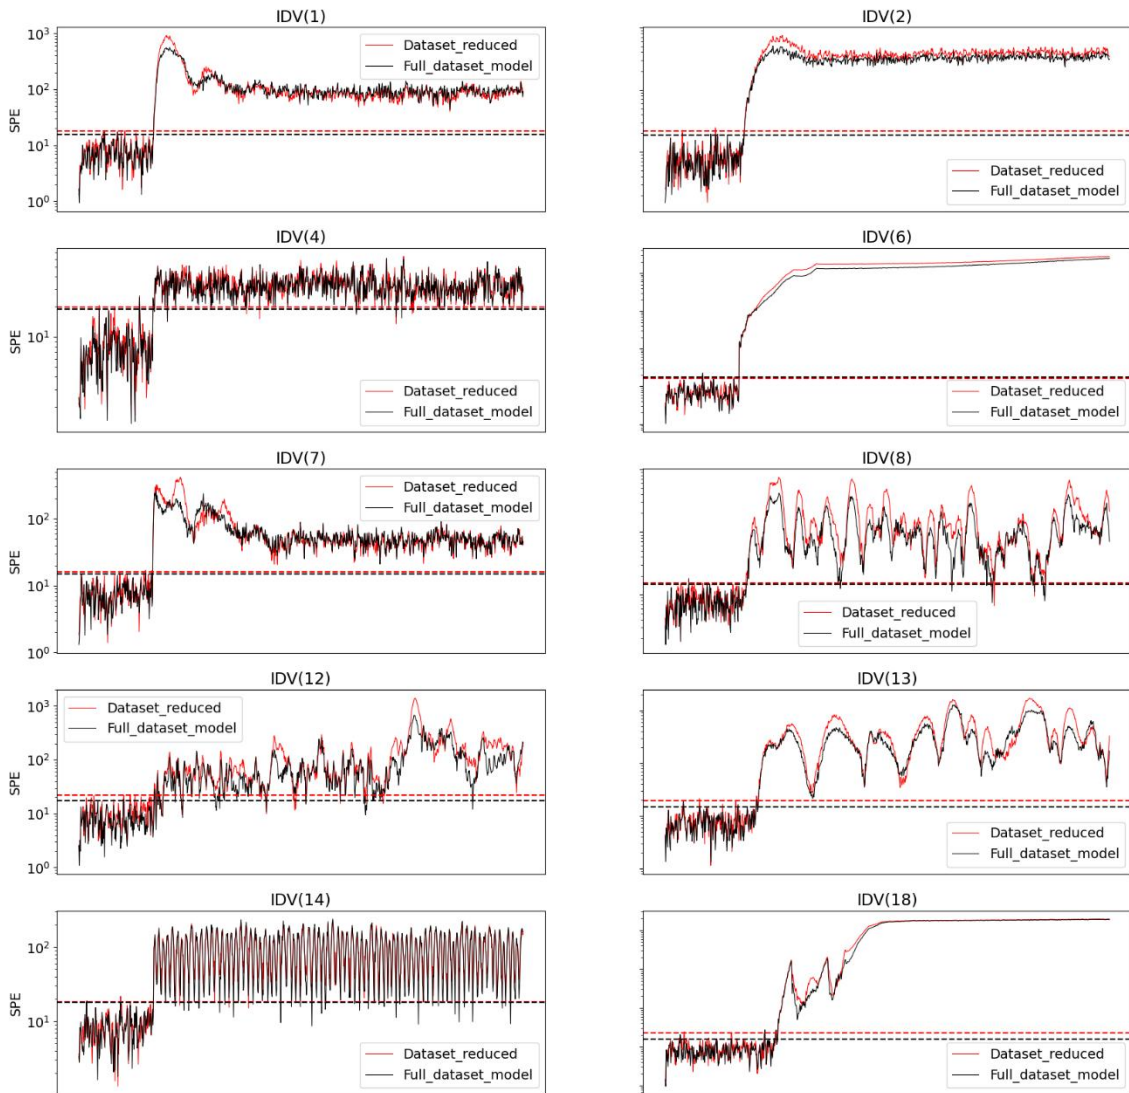 IDV(1)
IDV(2)
10³
10²
10¹
10⁰
SPE
Dataset_reduced
Full_dataset_model
Dataset_reduced
Full_dataset_model
IDV(4)
IDV(6)
10¹
SPE
Dataset_reduced
Full_dataset_model
Dataset_reduced
Full_dataset_model
IDV(7)
IDV(8)
10²
10¹
10⁰
SPE
Dataset_reduced
Full_dataset_model
Dataset_reduced
Full_dataset_model
IDV(12)
IDV(13)
10³
10²
10¹
10⁰
SPE
Dataset_reduced
Full_dataset_model
Dataset_reduced
Full_dataset_model
IDV(14)
IDV(18)
10²
10¹
SPE
Dataset_reduced
Full_dataset_model
Dataset_reduced
Full_dataset_model